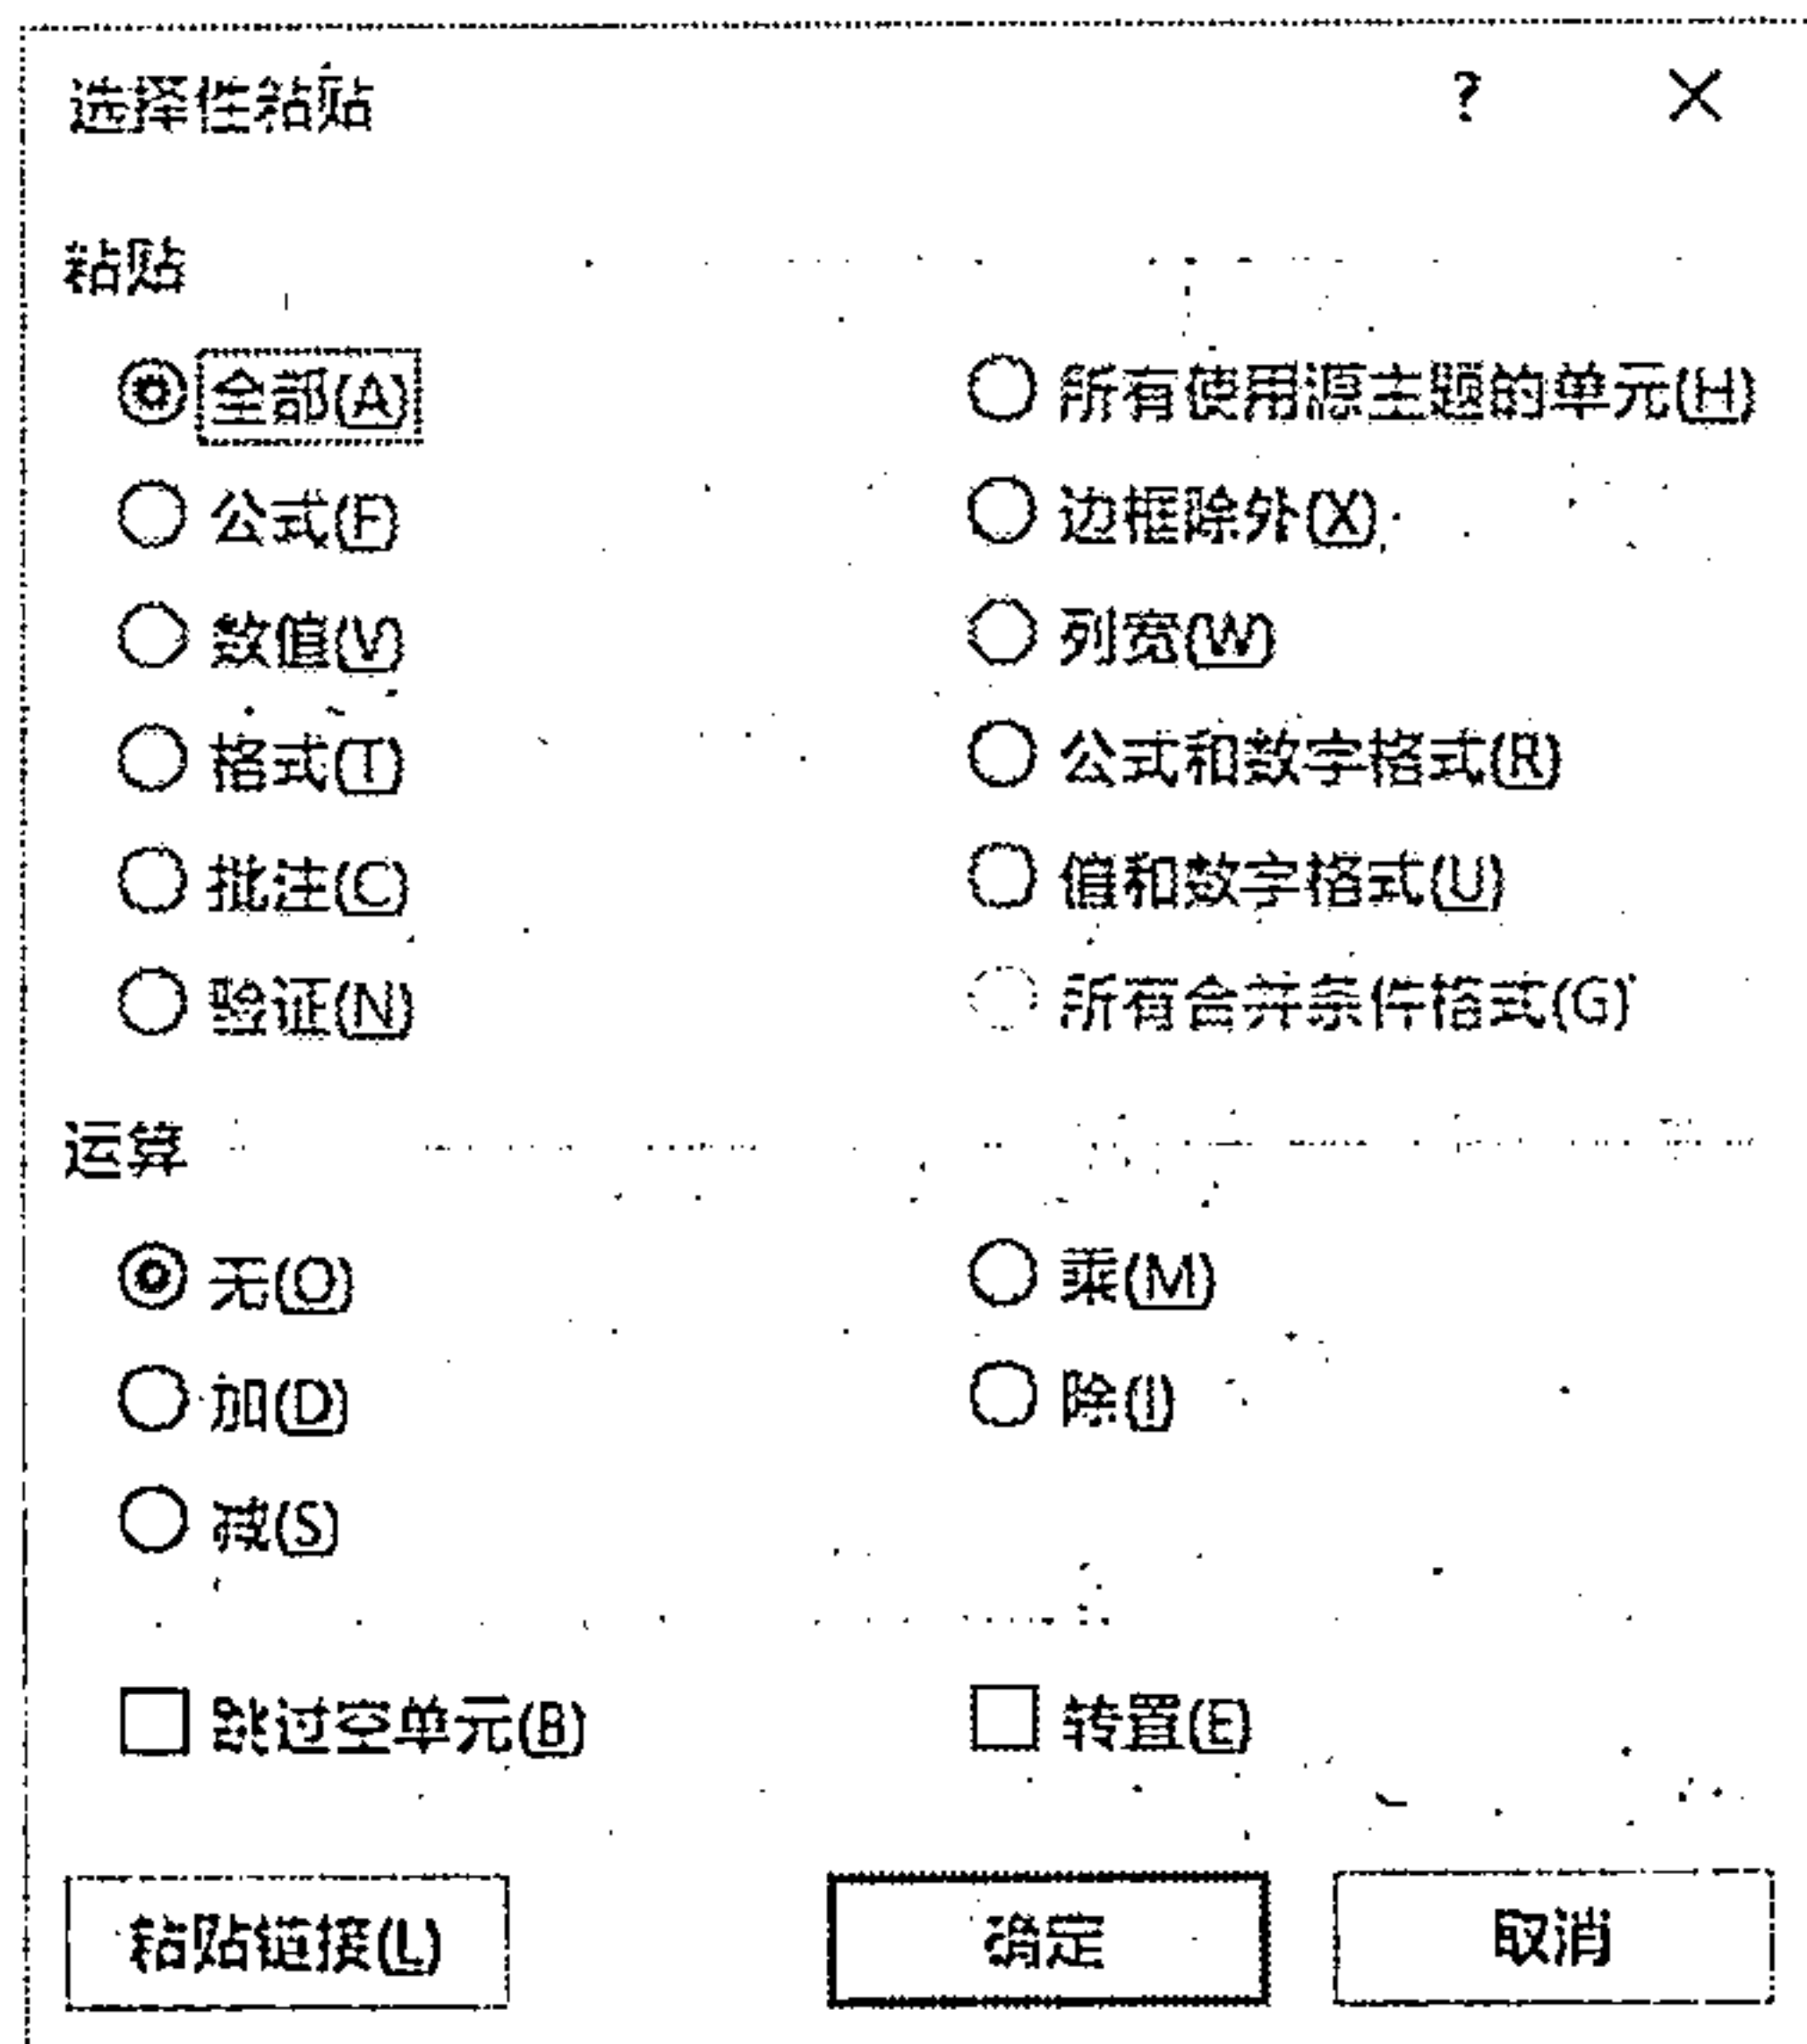 选择性粘贴 ? ×
粘贴
全部(A) 所有使用源主题的单元(H)
公式(F) 边框除外(X)
数值(V) 列宽(W)
格式(T) 公式和数字格式(R)
批注(C) 值和数字格式(U)
验证(N) 所有合并条件格式(G)
运算
无(O) 乘(M)
加(D) 除(I)
减(S)
跳过空单元(B) 转置(E)
粘贴链接(L) 确定 取消